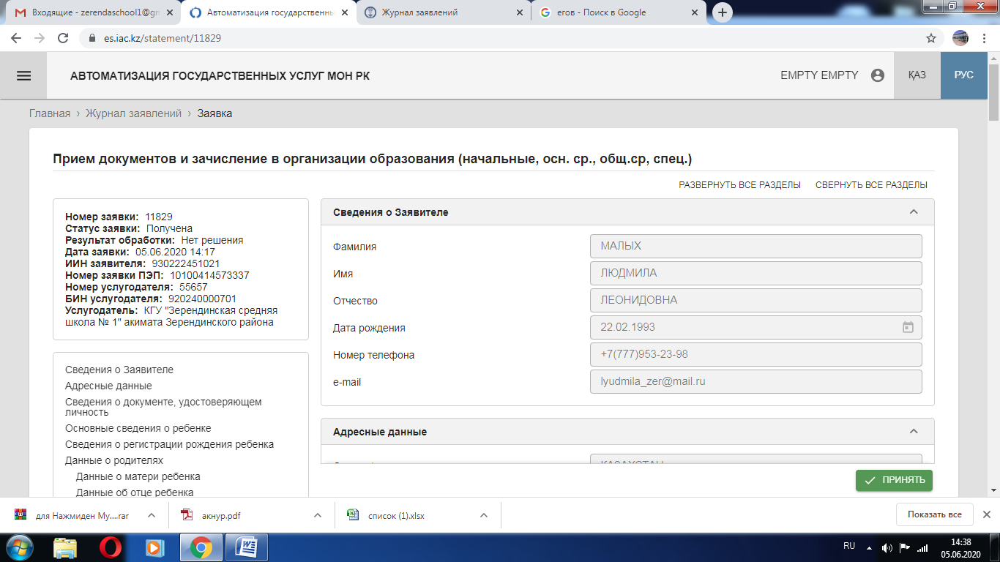 Входящие - zerendaschool1@gm
Автоматизация государственны
Журнал заявлений
егов - Поиск в Google
es.iac.kz/statement/11829
АВТОМАТИЗАЦИЯ ГОСУДАРСТВЕННЫХ УСЛУГ МОН РК
EMPTY EMPTY
ҚАЗ
РУС
Главная › Журнал заявлений › Заявка
Прием документов и зачисление в организации образования (начальные, осн. ср., общ.ср, спец.)
РАЗВЕРНУТЬ ВСЕ РАЗДЕЛЫ
СВЕРНУТЬ ВСЕ РАЗДЕЛЫ
Номер заявки: 11829
Статус заявки: Получена
Результат обработки: Нет решения
Дата заявки: 05.06.2020 14:17
ИИН заявителя: 930222451021
Номер заявки ПЭП: 10100414573337
Номер услугодателя: 55657
БИН услугодателя: 920240000701
Услугодатель: КГУ "Зерендинская средняя
школа № 1" акимата Зерендинского района
Сведения о Заявителе
Адресные данные
Сведения о документе, удостоверяющем
личность
Основные сведения о ребенке
Сведения о регистрации рождения ребенка
Данные о родителях
Данные о матери ребенка
Данные об отце ребенка
Сведения о Заявителе
Фамилия МАЛЫХ
Имя ЛЮДМИЛА
Отчество ЛЕОНИДОВНА
Дата рождения 22.02.1993
Номер телефона +7(777)953-23-98
e-mail lyudmila_zer@mail.ru
Адресные данные
КАЗАХСТАН
ПРИНЯТЬ
для Нажмиден Му....rar
акнур.pdf
список (1).xlsx
Показать все
RU
14:38
05.06.2020